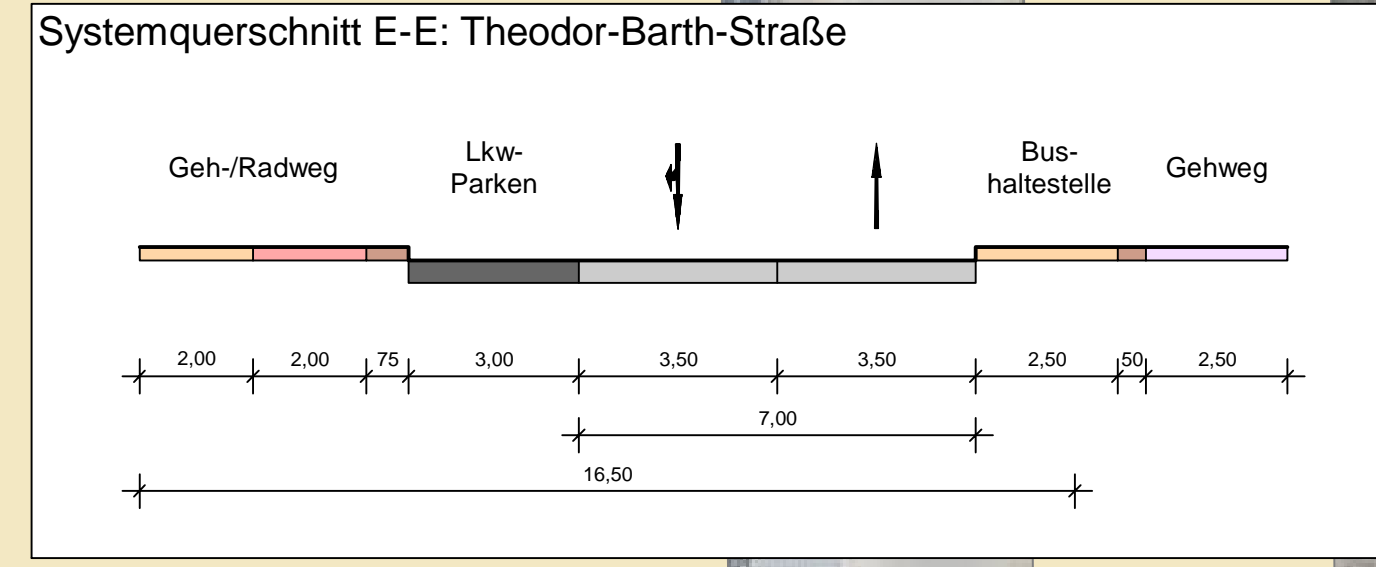 Systemquerschnitt E-E: Theodor-Barth-Straße
Geh-/Radweg
Lkw-
Parken
Bus-
haltestelle
Gehweg
2,00 2,00 75 3,00 3,50 3,50 2,50 50 2,50
7,00
16,50